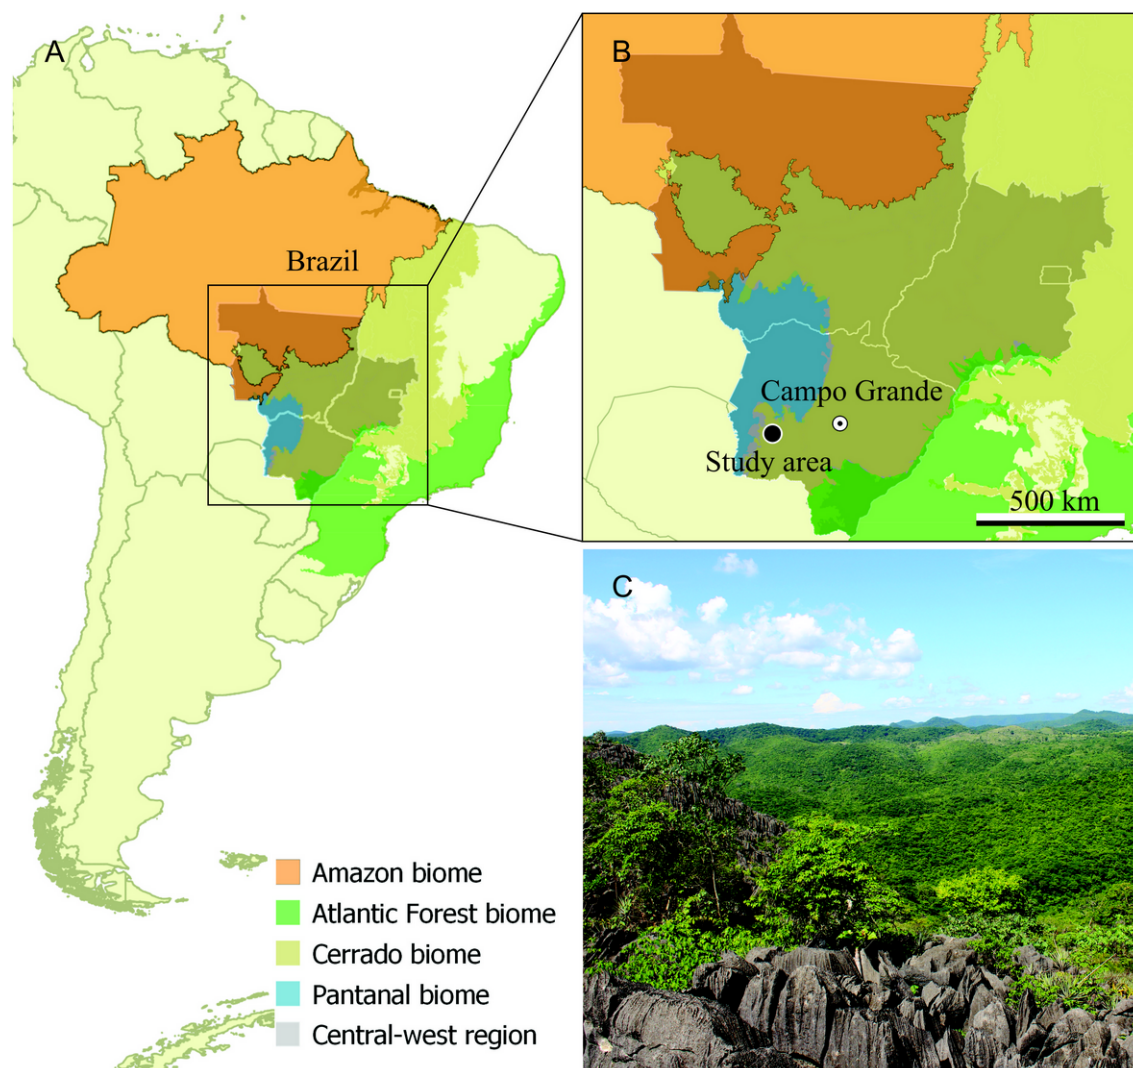 A
Brazil
Amazon biome
Atlantic Forest biome
Cerrado biome
Pantanal biome
Central-west region
B
Campo Grande
Study area
500 km
C